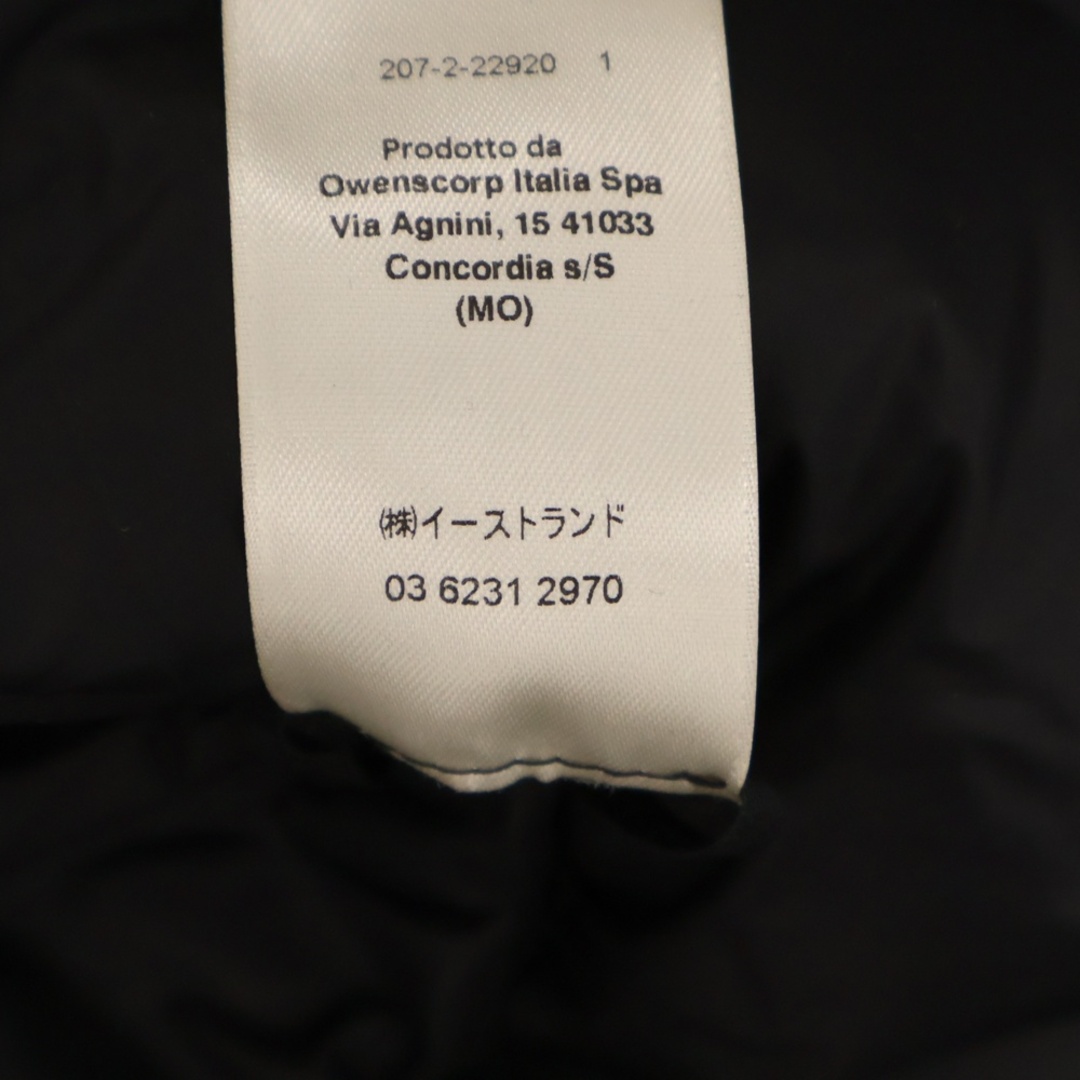 207-2-22920 1
Prodotto da
Owenscorp Italia Spa
Via Agnini, 15 41033
Concordia s/S
(MO)
㈱イーストランド
03 6231 2970